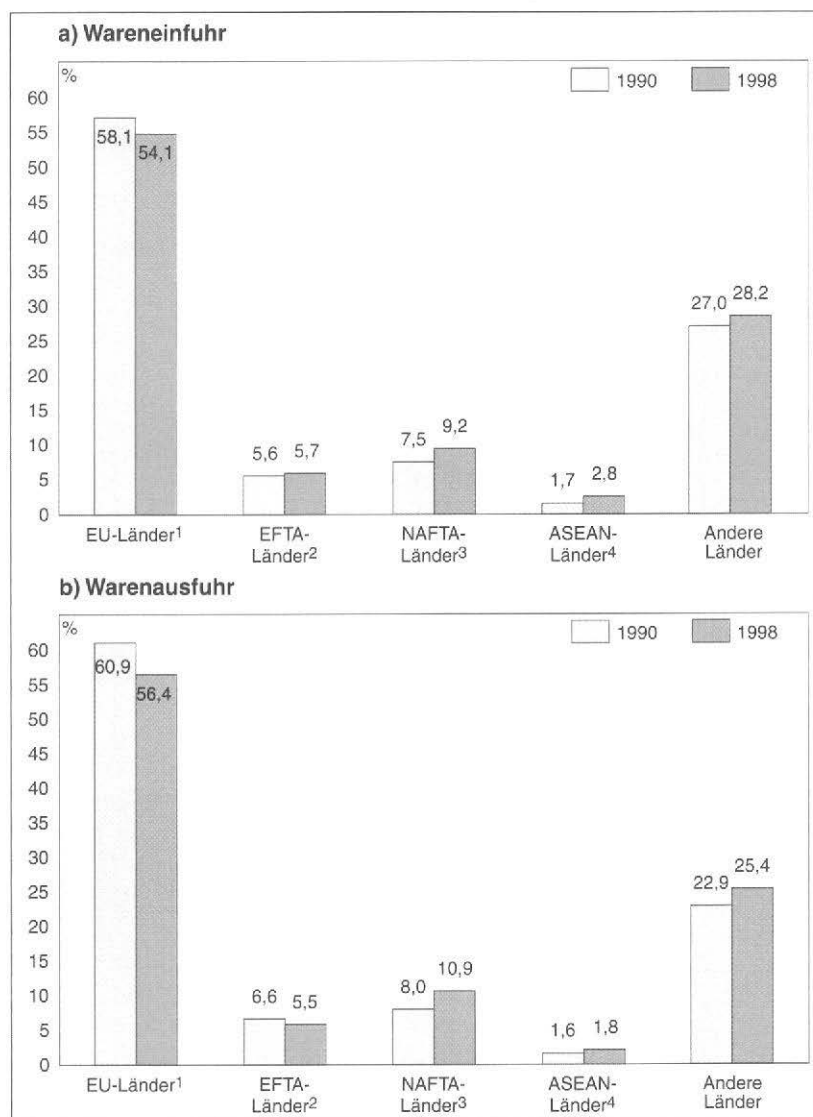 a) Wareneinfuhr
%
1990
1998
60
55
50
45
40
35
30
25
20
15
10
5
0
58,1
54,1
5,6
5,7
7,5
9,2
1,7
2,8
27,0
28,2
EU-Länder¹
EFTA-
Länder²
NAFTA-
Länder³
ASEAN-
Länder⁴
Andere
Länder
b) Warenausfuhr
%
1990
1998
60
55
50
45
40
35
30
25
20
15
10
5
0
60,9
56,4
6,6
5,5
8,0
10,9
1,6
1,8
22,9
25,4
EU-Länder¹
EFTA-
Länder²
NAFTA-
Länder³
ASEAN-
Länder⁴
Andere
Länder